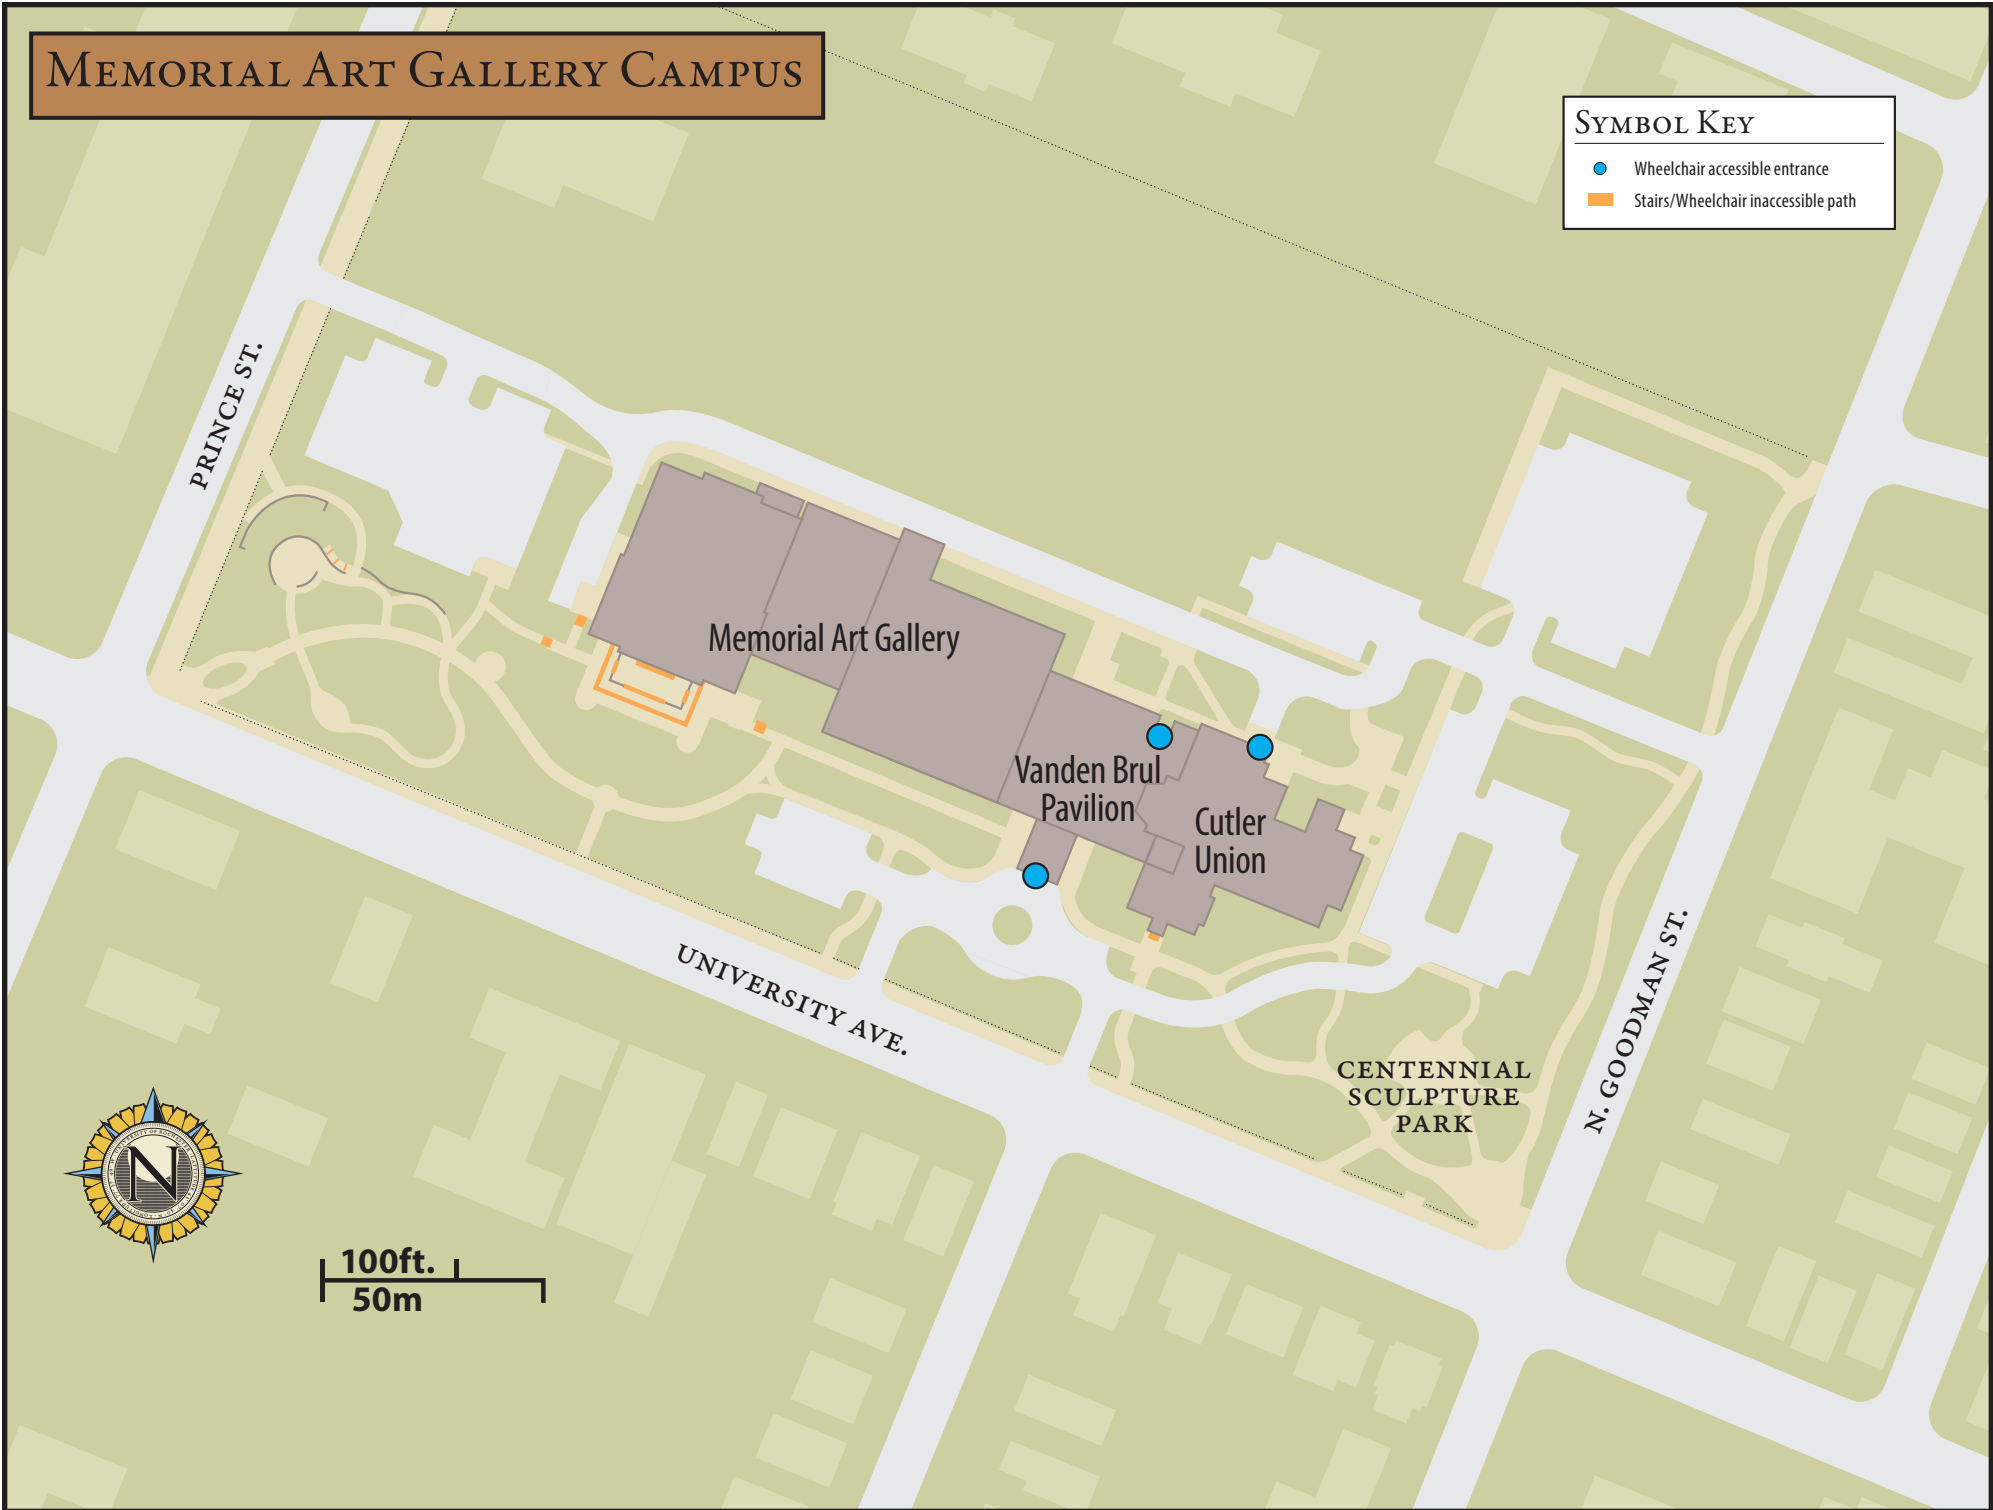 MEMORIAL ART GALLERY CAMPUS
SYMBOL KEY
Wheelchair accessible entrance
Stairs/Wheelchair inaccessible path
PRINCE ST.
Memorial Art Gallery
Vanden Brul
Pavilion
Cutler
Union
UNIVERSITY AVE.
N. GOODMAN ST.
CENTENNIAL
SCULPTURE
PARK
N
100ft.
50m